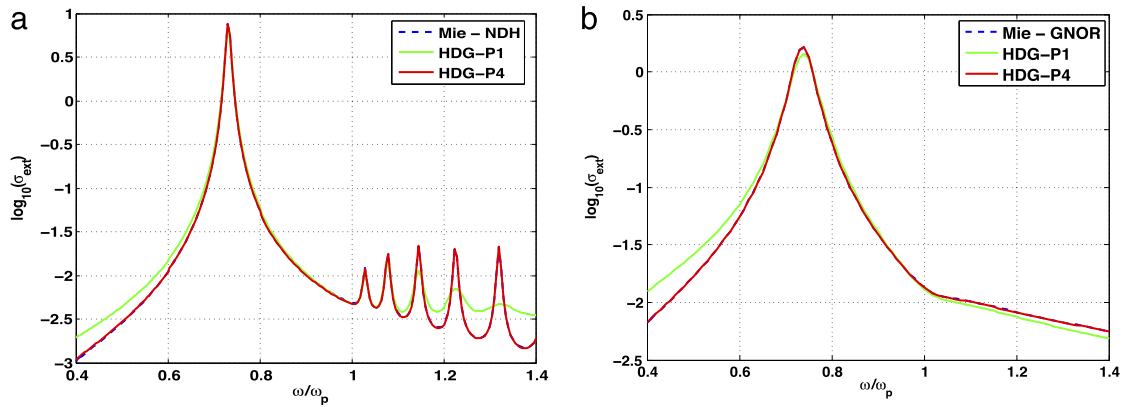 a
Mie – NDH
HDG–P1
HDG–P4
1
0.5
0
−0.5
−1
−1.5
−2
−2.5
−3
log10(σext)
0.4 0.6 0.8 1 1.2 1.4
ω/ωp
b
Mie – GNOR
HDG–P1
HDG–P4
0.5
0
−0.5
−1
−1.5
−2
−2.5
log10(σext)
0.4 0.6 0.8 1 1.2 1.4
ω/ωp